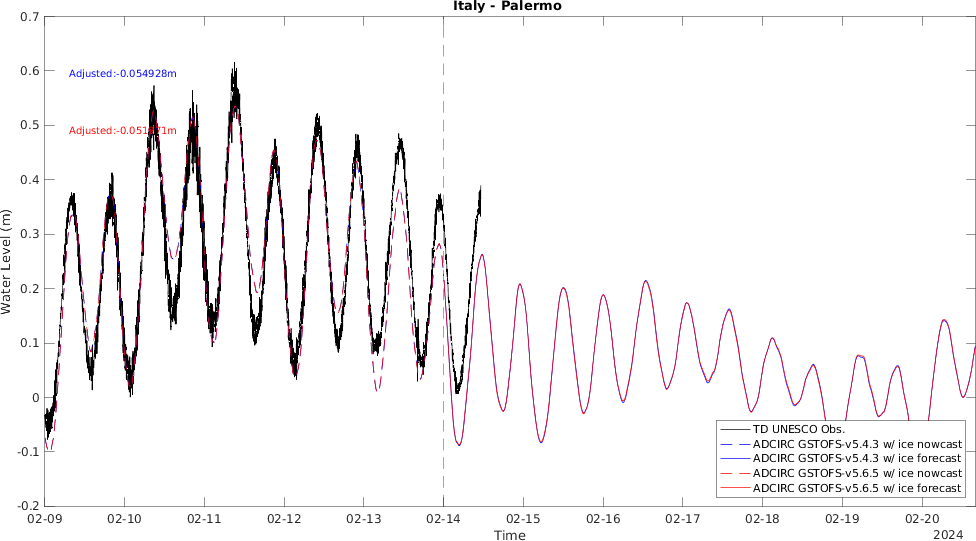 Italy - Palermo
0.7
0.6
0.5
0.4
0.3
0.2
0.1
0
-0.1
-0.2
Water Level (m)
Adjusted:-0.054928m
02-09
02-10
02-11
02-12
02-13
02-14
02-15
02-16
02-17
02-18
02-19
02-20
Time
2024
TD UNESCO Obs.
ADCIRC GSTOFS-v5.4.3 w/ ice nowcast
ADCIRC GSTOFS-v5.4.3 w/ ice forecast
ADCIRC GSTOFS-v5.6.5 w/ ice nowcast
ADCIRC GSTOFS-v5.6.5 w/ ice forecast